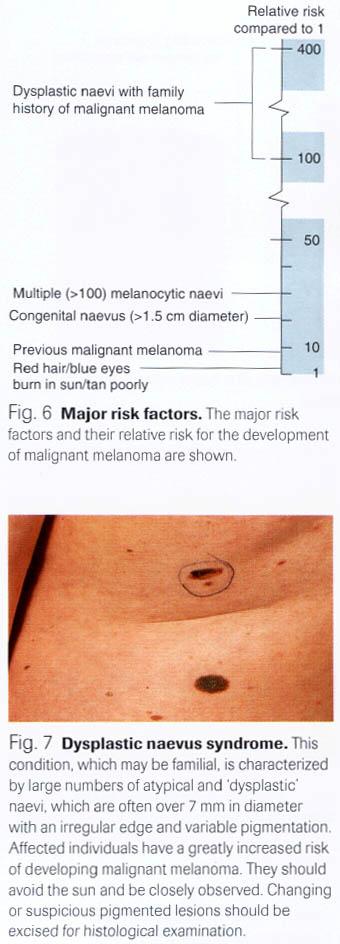 Relative risk
compared to 1
400
Dysplastic naevi with family
history of malignant melanoma
100
50
Multiple (>100) melanocytic naevi
Congenital naevus (>1.5 cm diameter)
Previous malignant melanoma
10
Red hair/blue eyes
1
burn in sun/tan poorly
Fig. 6 Major risk factors. The major risk
factors and their relative risk for the development
of malignant melanoma are shown.
Fig. 7 Dysplastic naevus syndrome. This
condition, which may be familial, is characterized
by large numbers of atypical and 'dysplastic'
naevi, which are often over 7 mm in diameter
with an irregular edge and variable pigmentation.
Affected individuals have a greatly increased risk
of developing malignant melanoma. They should
avoid the sun and be closely observed. Changing
or suspicious pigmented lesions should be
excised for histological examination.